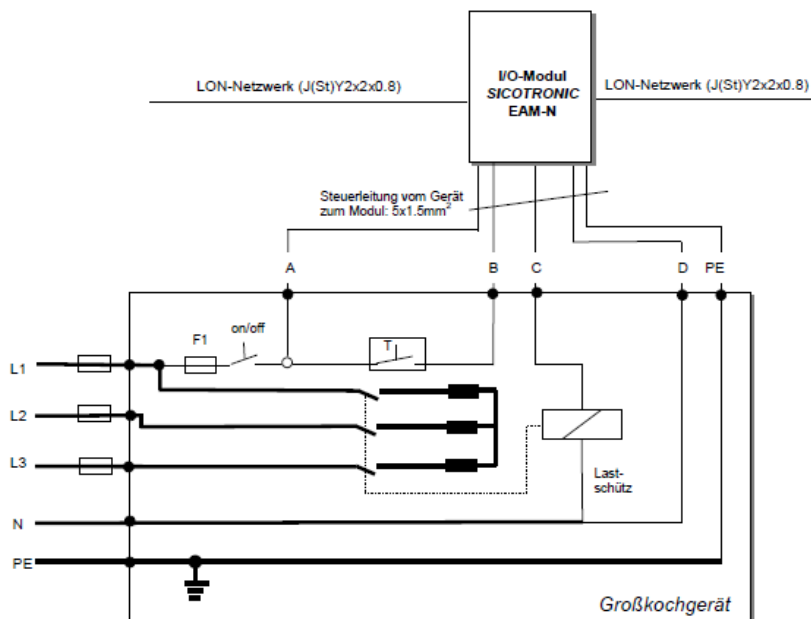 I/O-Modul
SICOTRONIC
EAM-N
LON-Netzwerk (J(St)Y2x2x0.8)
LON-Netzwerk (J(St)Y2x2x0.8)
Steuerleitung vom Gerät
zum Modul: 5x1.5mm²
A
B
C
D
PE
F1
on/off
T
L1
L2
L3
Last-
schütz
N
PE
Großkochgerät